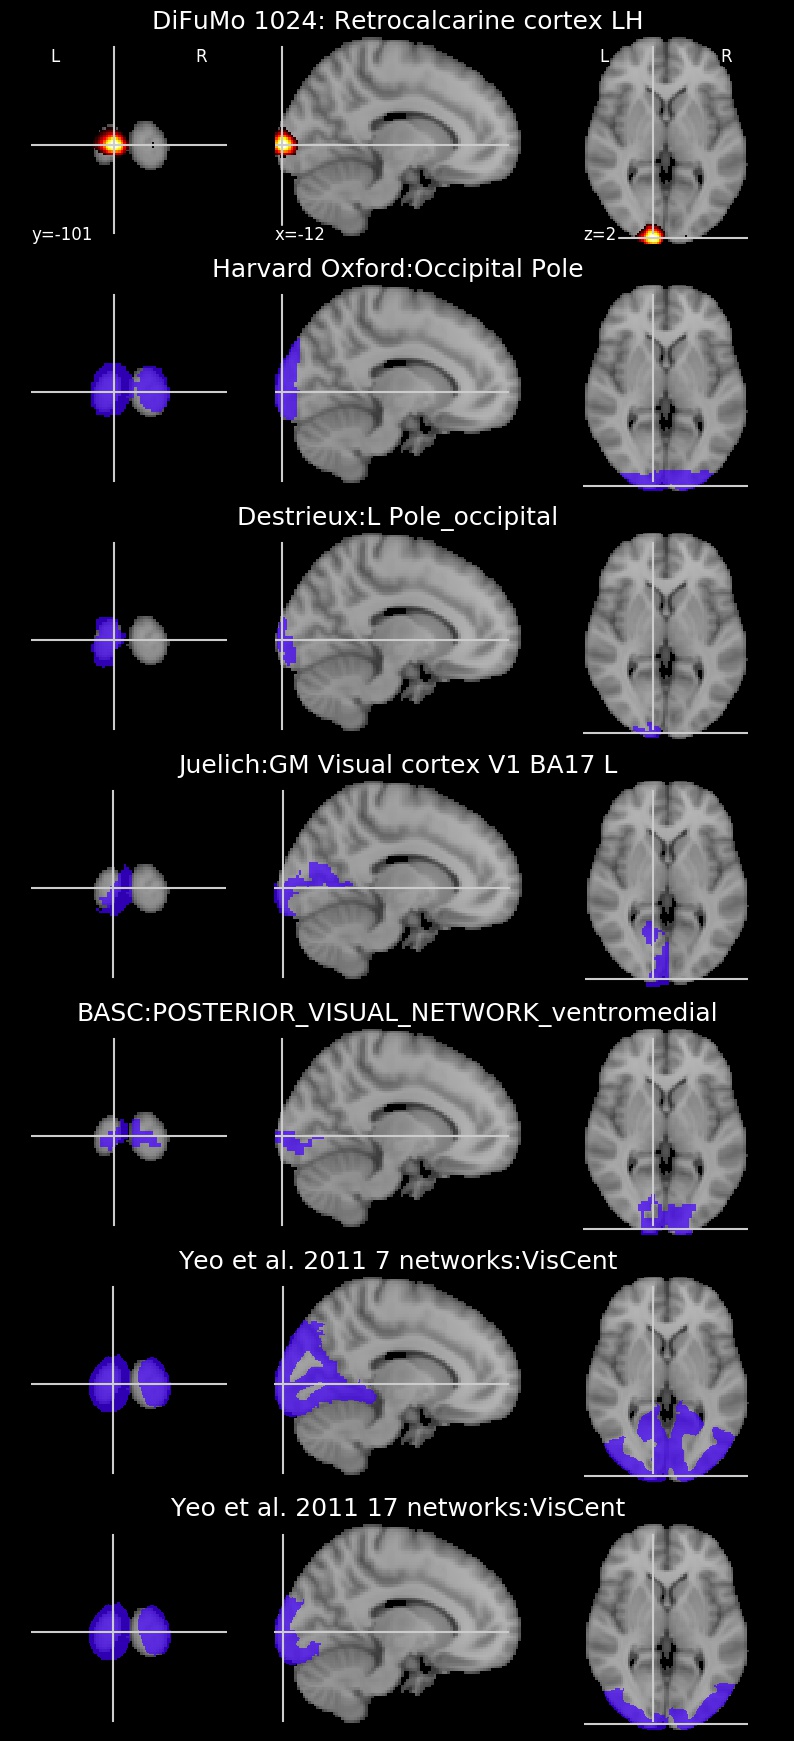 DiFuMo 1024: Retrocalcarine cortex LH
L R L R
y=-101 x=-12 z=2
Harvard Oxford:Occipital Pole
Destrieux:L Pole_occipital
Juelich:GM Visual cortex V1 BA17 L
BASC:POSTERIOR_VISUAL_NETWORK_ventromedial
Yeo et al. 2011 7 networks:VisCent
Yeo et al. 2011 17 networks:VisCent